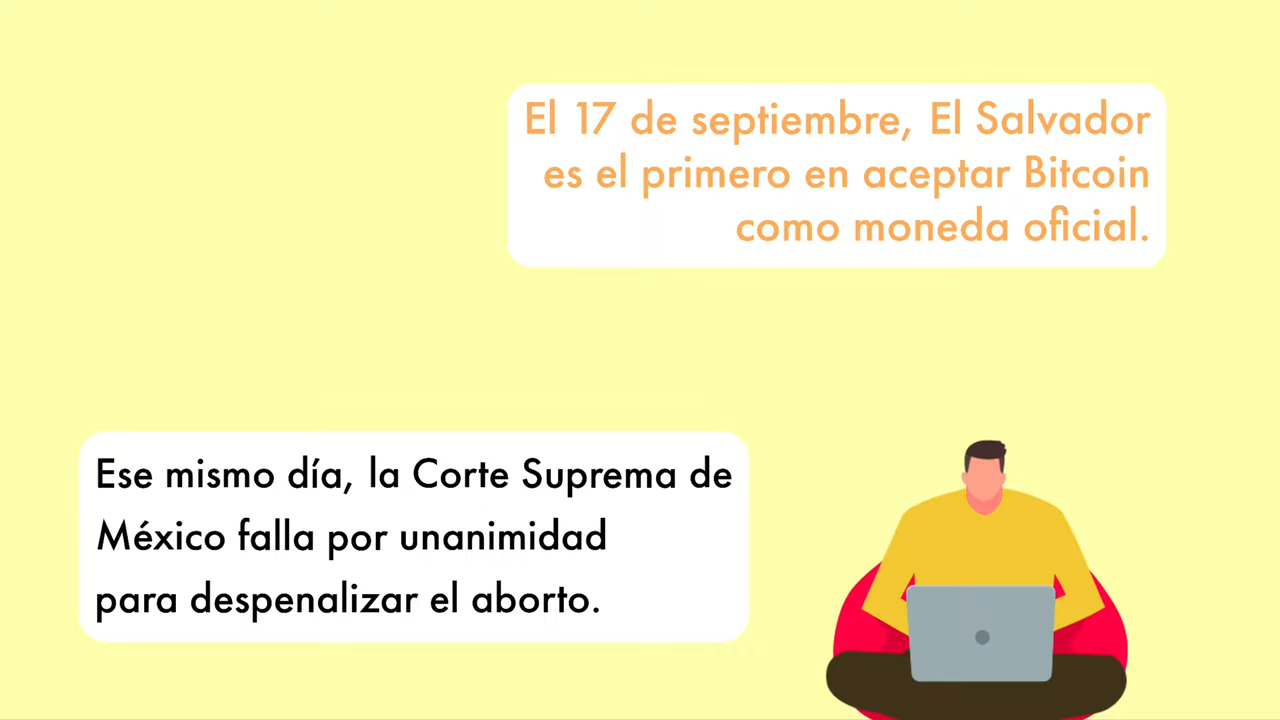 El 17 de septiembre, El Salvador
es el primero en aceptar Bitcoin
como moneda oficial.
Ese mismo día, la Corte Suprema de
México falla por unanimidad
para despenalizar el aborto.